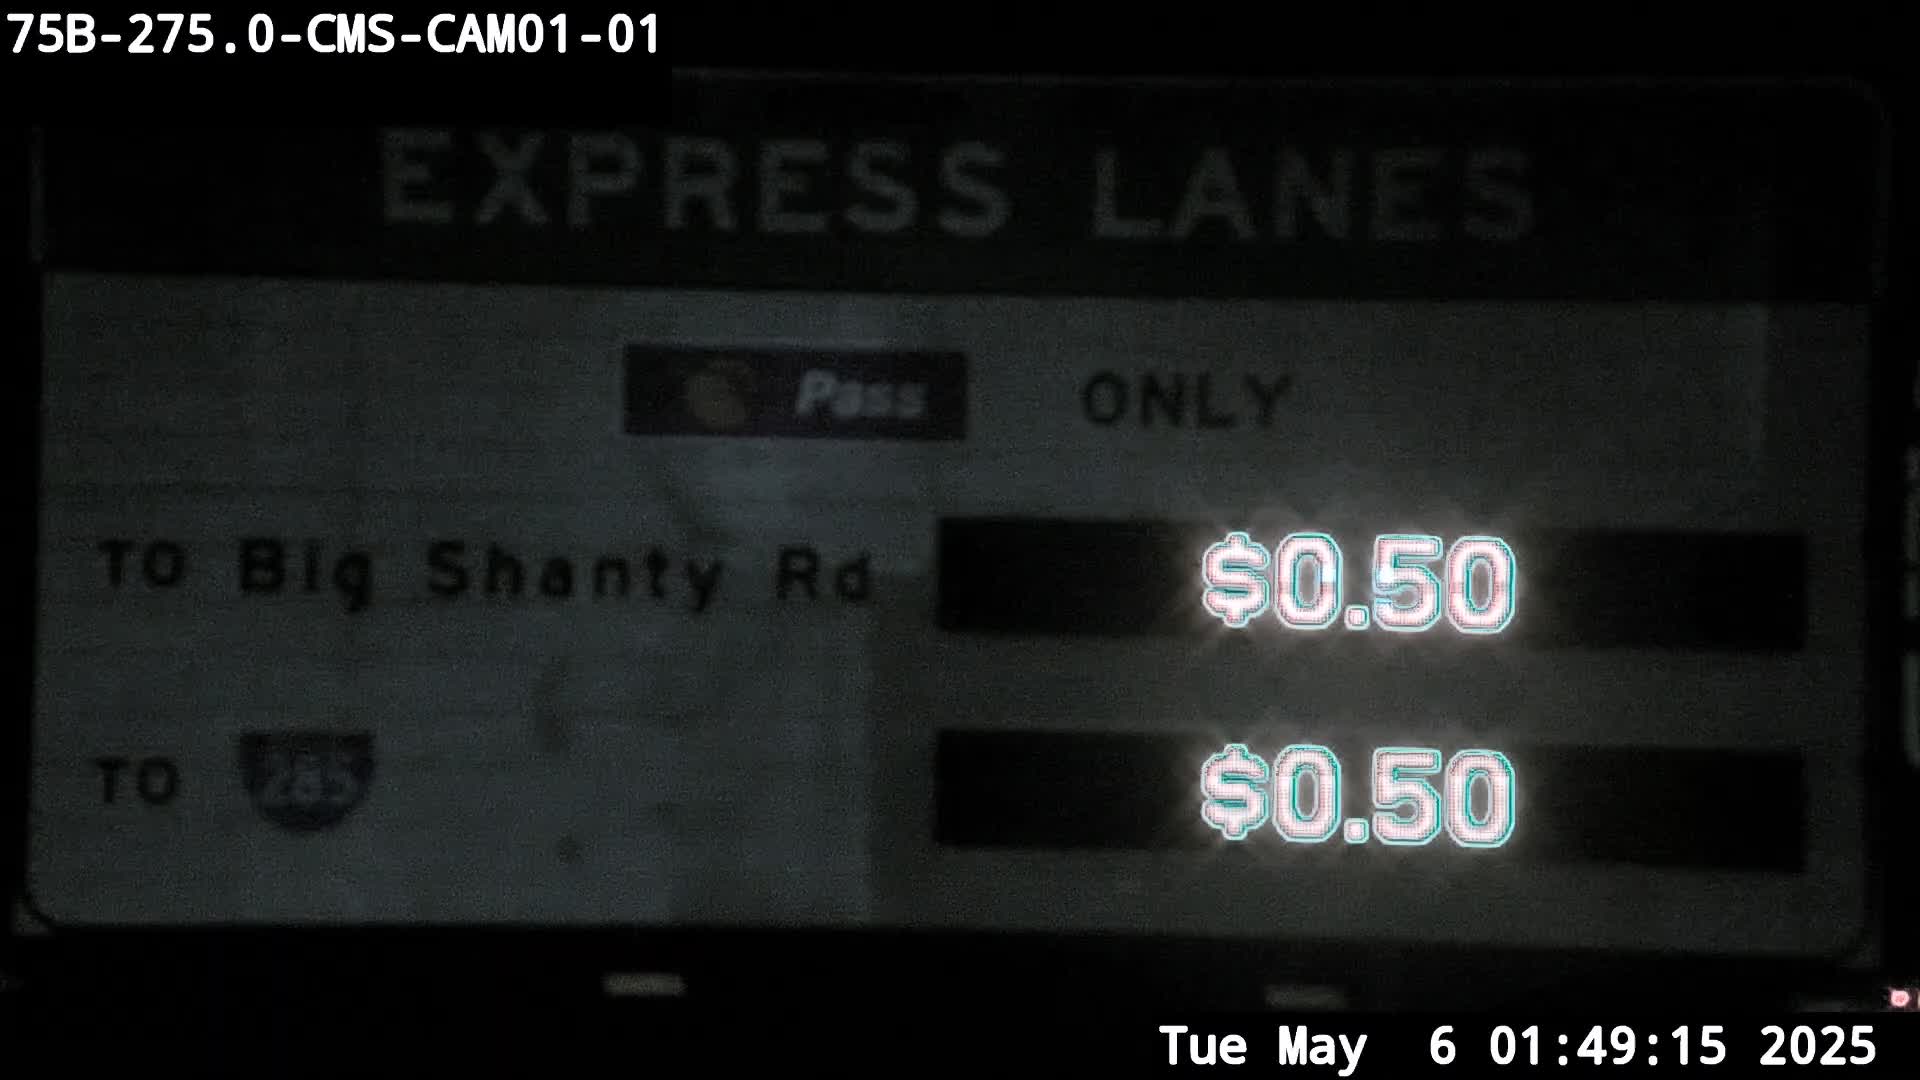 75B-275.0-CMS-CAM01-01
EXPRESS LANES
Pass ONLY
TO Big Shanty Rd $0.50
TO 285 $0.50
Tue May 6 01:49:15 2025